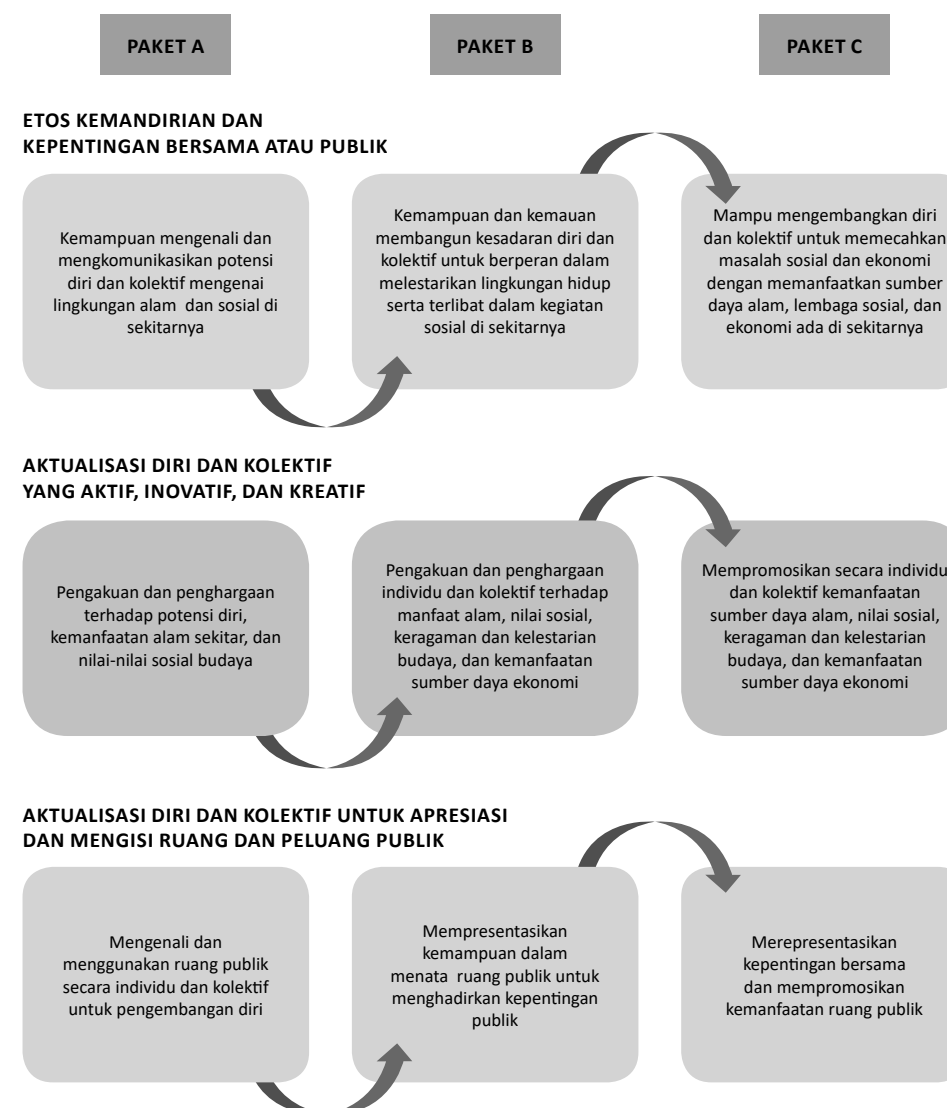 PAKET A
PAKET B
PAKET C
ETOS KEMANDIRIAN DAN
KEPENTINGAN BERSAMA ATAU PUBLIK
Kemampuan mengenali dan
mengkomunikasikan potensi
diri dan kolektif mengenai
lingkungan alam dan sosial di
sekitarnya
Kemampuan dan kemauan
membangun kesadaran diri dan
kolektif untuk berperan dalam
melestarikan lingkungan hidup
serta terlibat dalam kegiatan
sosial di sekitarnya
Mampu mengembangkan diri
dan kolektif untuk memecahkan
masalah sosial dan ekonomi
dengan memanfaatkan sumber
daya alam, lembaga sosial, dan
ekonomi ada di sekitarnya
AKTUALISASI DIRI DAN KOLEKTIF
YANG AKTIF, INOVATIF, DAN KREATIF
Pengakuan dan penghargaan
terhadap potensi diri,
kemanfaatan alam sekitar, dan
nilai-nilai sosial budaya
Pengakuan dan penghargaan
individu dan kolektif terhadap
manfaat alam, nilai sosial,
keragaman dan kelestarian
budaya, dan kemanfaatan
sumber daya ekonomi
Mempromosikan secara individu
dan kolektif kemanfaatan
sumber daya alam, nilai sosial,
keragaman dan kelestarian
budaya, dan kemanfaatan
sumber daya ekonomi
AKTUALISASI DIRI DAN KOLEKTIF UNTUK APRESIASI
DAN MENGISI RUANG DAN PELUANG PUBLIK
Mengenali dan
menggunakan ruang publik
secara individu dan kolektif
untuk pengembangan diri
Mempresentasikan
kemampuan dalam
menata ruang publik untuk
menghadirkan kepentingan
publik
Merepresentasikan
kepentingan bersama
dan mempromosikan
kemanfaatan ruang publik